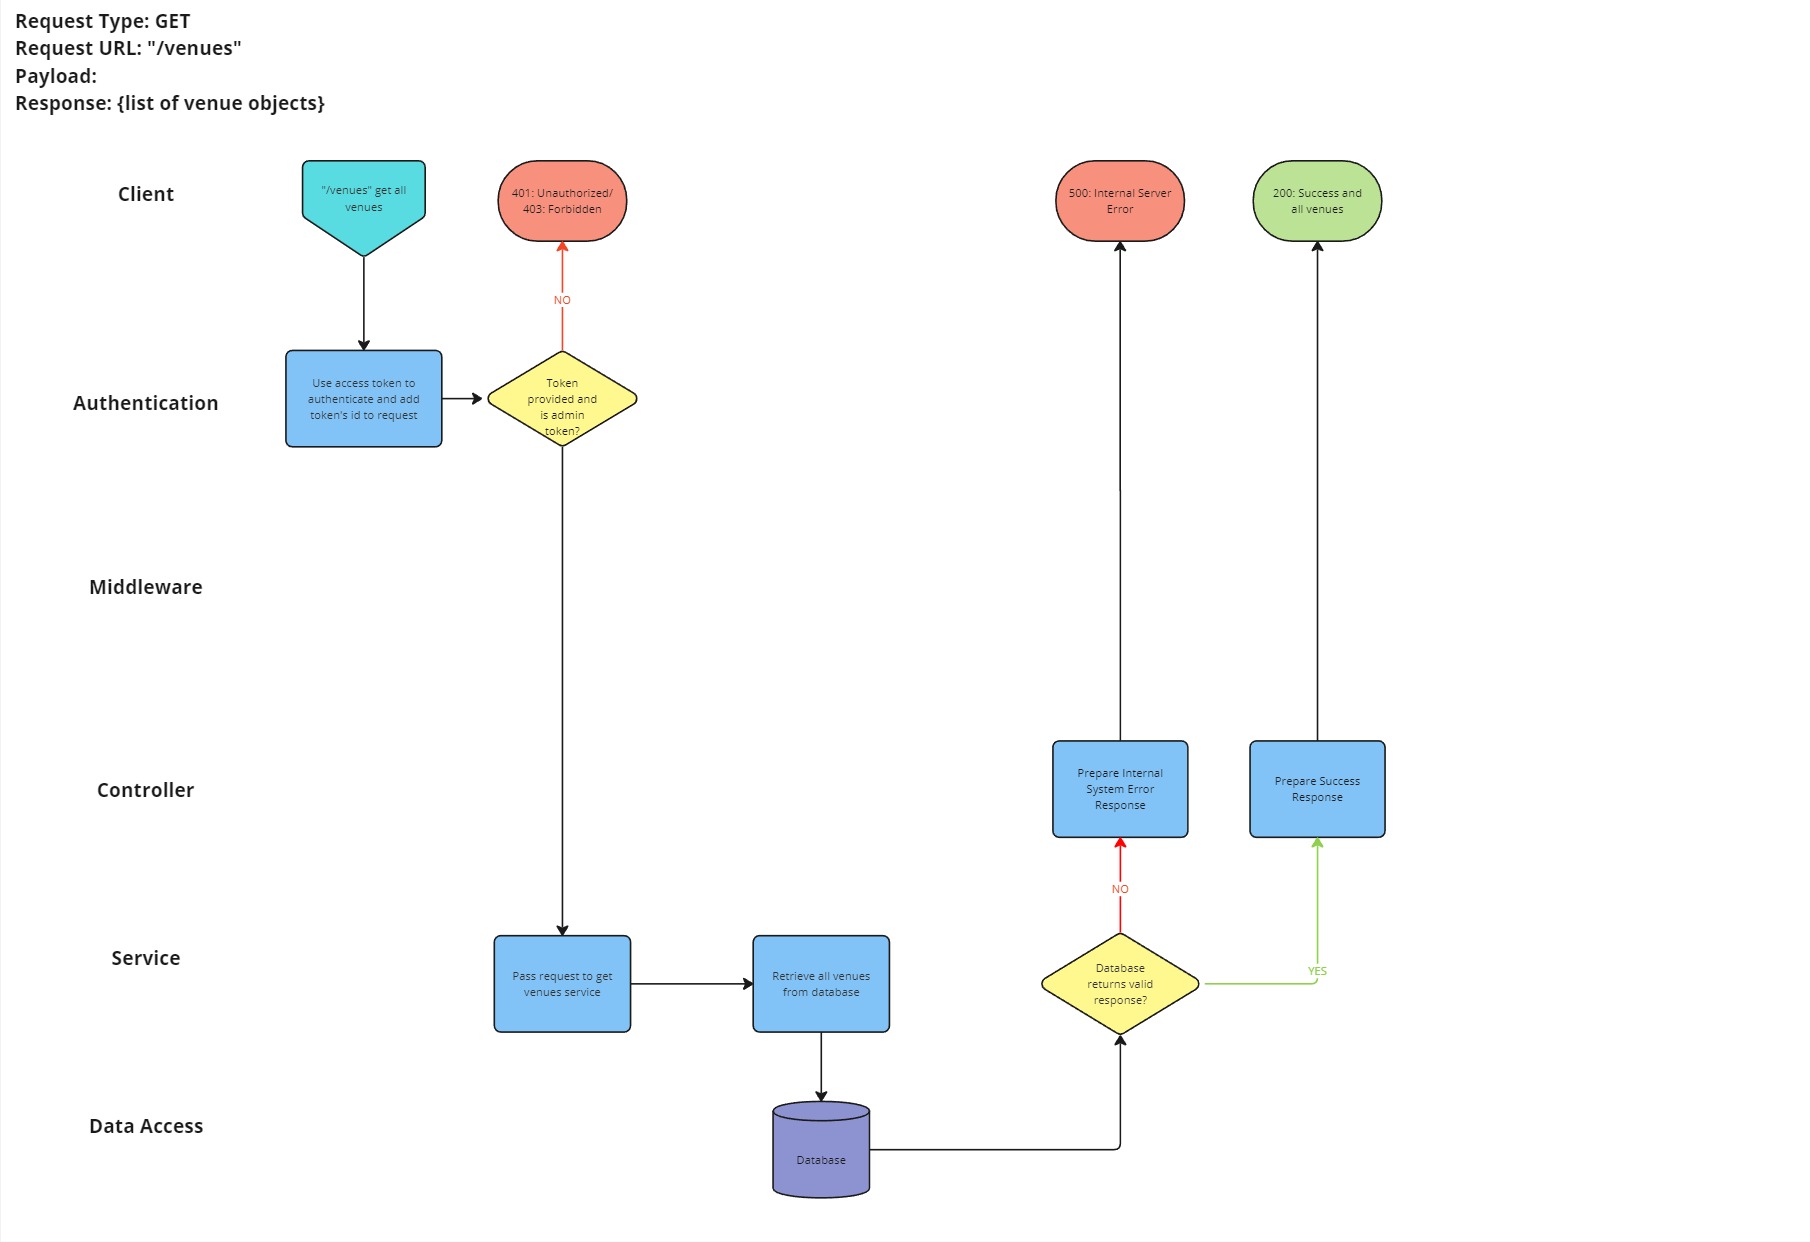 Request Type: GET
Request URL: "/venues"
Payload:
Response: {list of venue objects}
Client
"/venues" get all
venues
401: Unauthorized/
403: Forbidden
500: Internal Server
Error
200: Success and
all venues
NO
Authentication
Use access token to
authenticate and add
token's id to request
Token
provided and
is admin
token?
Middleware
Controller
Prepare Internal
System Error
Response
Prepare Success
Response
NO
Service
Pass request to get
venues service
Retrieve all venues
from database
Database
returns valid
response?
YES
Data Access
Database